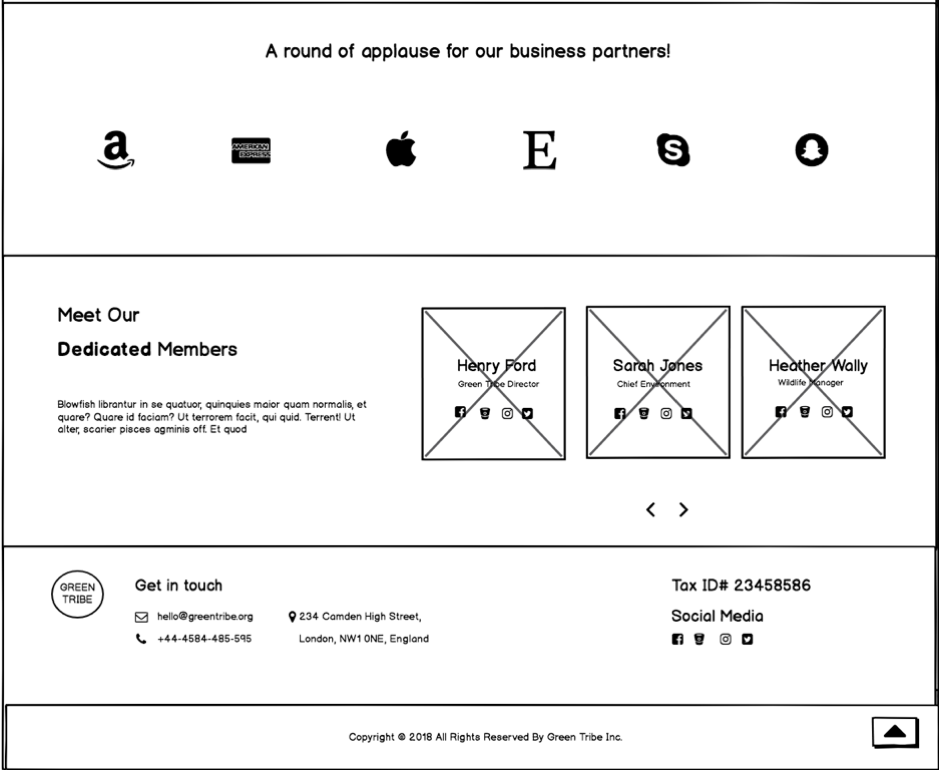 A round of applause for our business partners!
a
AMERICAN
EXPRESS
E
S
Meet Our
Dedicated Members
Blowfish librantur in se quatuor, quinquies maior quam normalis, et
quare? Quare id faciam? Ut terrorem facit, qui quid. Terrent! Ut
alter, scarier pisces agminis off. Et quod
Henry Ford
Green Tribe Director
Sarah Jones
Chief Environment
Heather Wally
Wildlife Manager
GREEN
TRIBE
Get in touch
hello@greentribe.org
+44-4584-485-595
234 Camden High Street,
London, NW1 0NE, England
Tax ID# 23458586
Social Media
Copyright © 2018 All Rights Reserved By Green Tribe Inc.